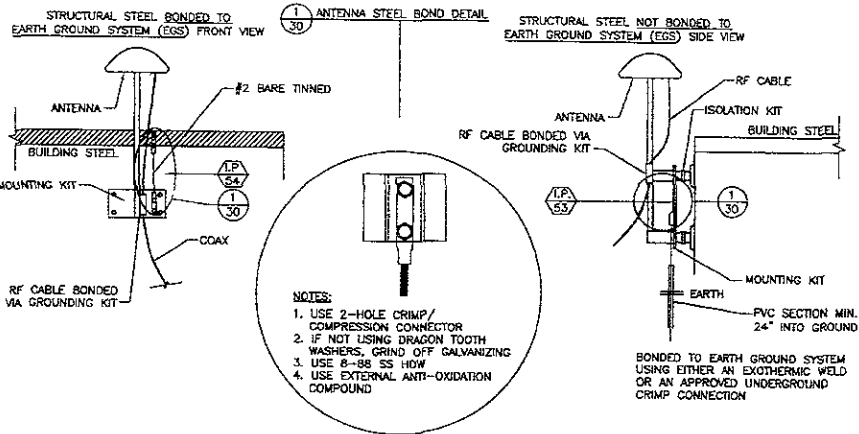 STRUCTURAL STEEL BONDED TO
EARTH GROUND SYSTEM (EGS) FRONT VIEW
ANTENNA
#2 BARE TINNED
BUILDING STEEL
I.P.
54
MOUNTING KIT
1
30
COAX
RF CABLE BONDED
VIA GROUNDING KIT
1
30
ANTENNA STEEL BOND DETAIL
NOTES:
1. USE 2-HOLE CRIMP/
COMPRESSION CONNECTOR
2. IF NOT USING DRAGON TOOTH
WASHERS, GRIND OFF GALVANIZING
3. USE 8-88 SS HDW
4. USE EXTERNAL ANTI-OXIDATION
COMPOUND
STRUCTURAL STEEL NOT BONDED TO
EARTH GROUND SYSTEM (EGS) SIDE VIEW
RF CABLE
ANTENNA
ISOLATION KIT
RF CABLE BONDED VIA
GROUNDING KIT
BUILDING STEEL
I.P.
53
1
30
MOUNTING KIT
EARTH
PVC SECTION MIN.
24" INTO GROUND
BONDED TO EARTH GROUND SYSTEM
USING EITHER AN EXOTHERMIC WELD
OR AN APPROVED UNDERGROUND
CRIMP CONNECTION